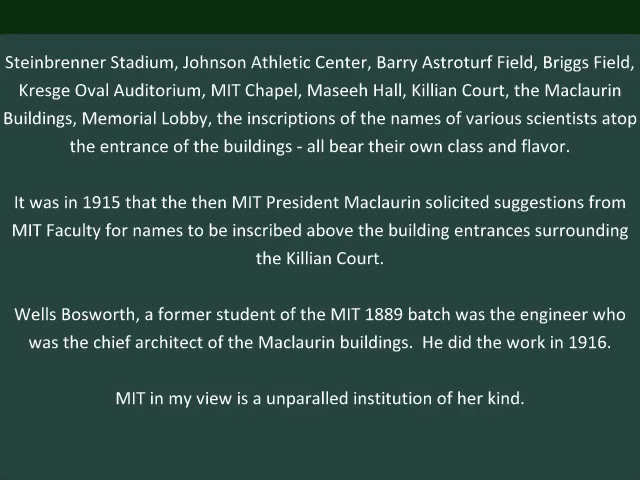 Steinbrenner Stadium, Johnson Athletic Center, Barry Astroturf Field, Briggs Field,
Kresge Oval Auditorium, MIT Chapel, Maseeh Hall, Killian Court, the Maclaurin
Buildings, Memorial Lobby, the inscriptions of the names of various scientists atop
the entrance of the buildings - all bear their own class and flavor.
It was in 1915 that the then MIT President Maclaurin solicited suggestions from
MIT Faculty for names to be inscribed above the building entrances surrounding
the Killian Court.
Wells Bosworth, a former student of the MIT 1889 batch was the engineer who
was the chief architect of the Maclaurin buildings.  He did the work in 1916.
MIT in my view is a unparalled institution of her kind.